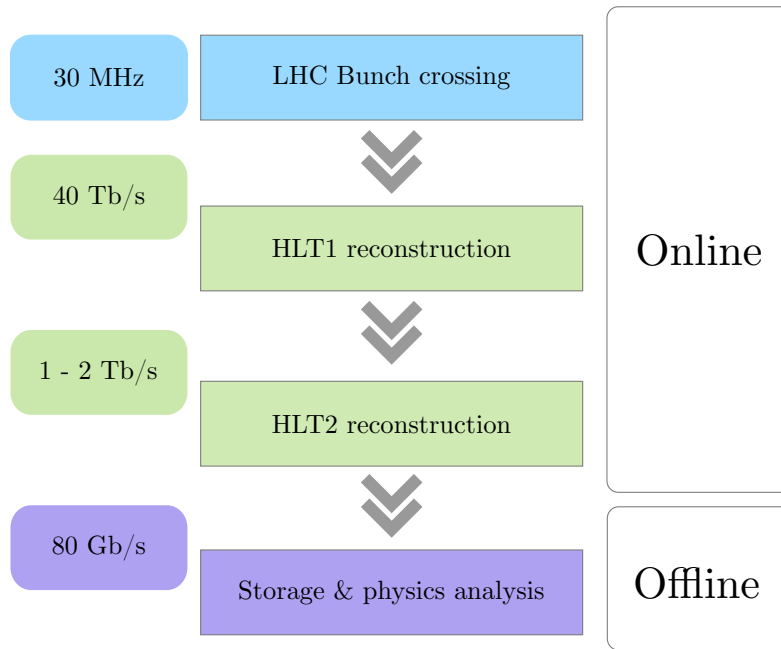 30 MHz
LHC Bunch crossing
40 Tb/s
HLT1 reconstruction
Online
1 - 2 Tb/s
HLT2 reconstruction
80 Gb/s
Storage & physics analysis
Offline